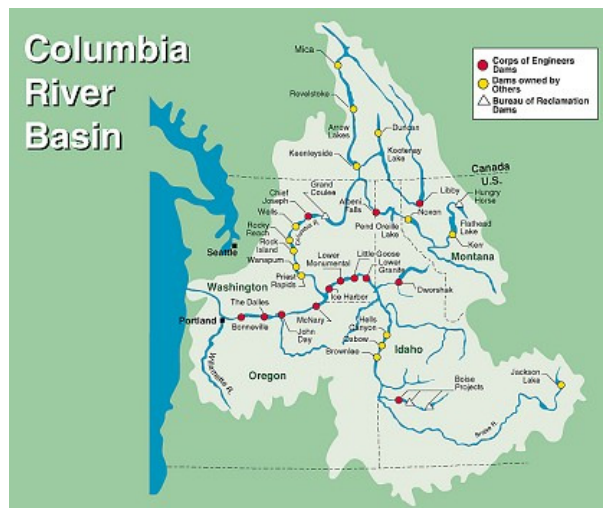 Columbia
River
Basin
Corps of Engineers
Dams
Dams owned by
Others
Bureau of Reclamation
Dams
Mica
Revelstoke
Arrow
Lakes
Duncan
Keenleyside
Kootenay
Lake
Canada
U.S.
Grand
Coulee
Chief
Joseph
Albeni
Falls
Libby
Hungry
Horse
Wells
Noxon
Rocky
Reach
Columbia R.
Pend Oreille
Lake
Flathead
Lake
Seattle
Rock
Island
Kerr
Wanapum
Montana
Little Goose
Lower
Monumental
Lower
Granite
Priest
Rapids
Washington
Ice Harbor
Dworshak
The Dalles
Portland
McNary
Bonneville
John
Day
Hells
Canyon
Oxbow
Brownlee
Idaho
Willamette R.
Oregon
Boise
Projects
Jackson
Lake
Snake R.